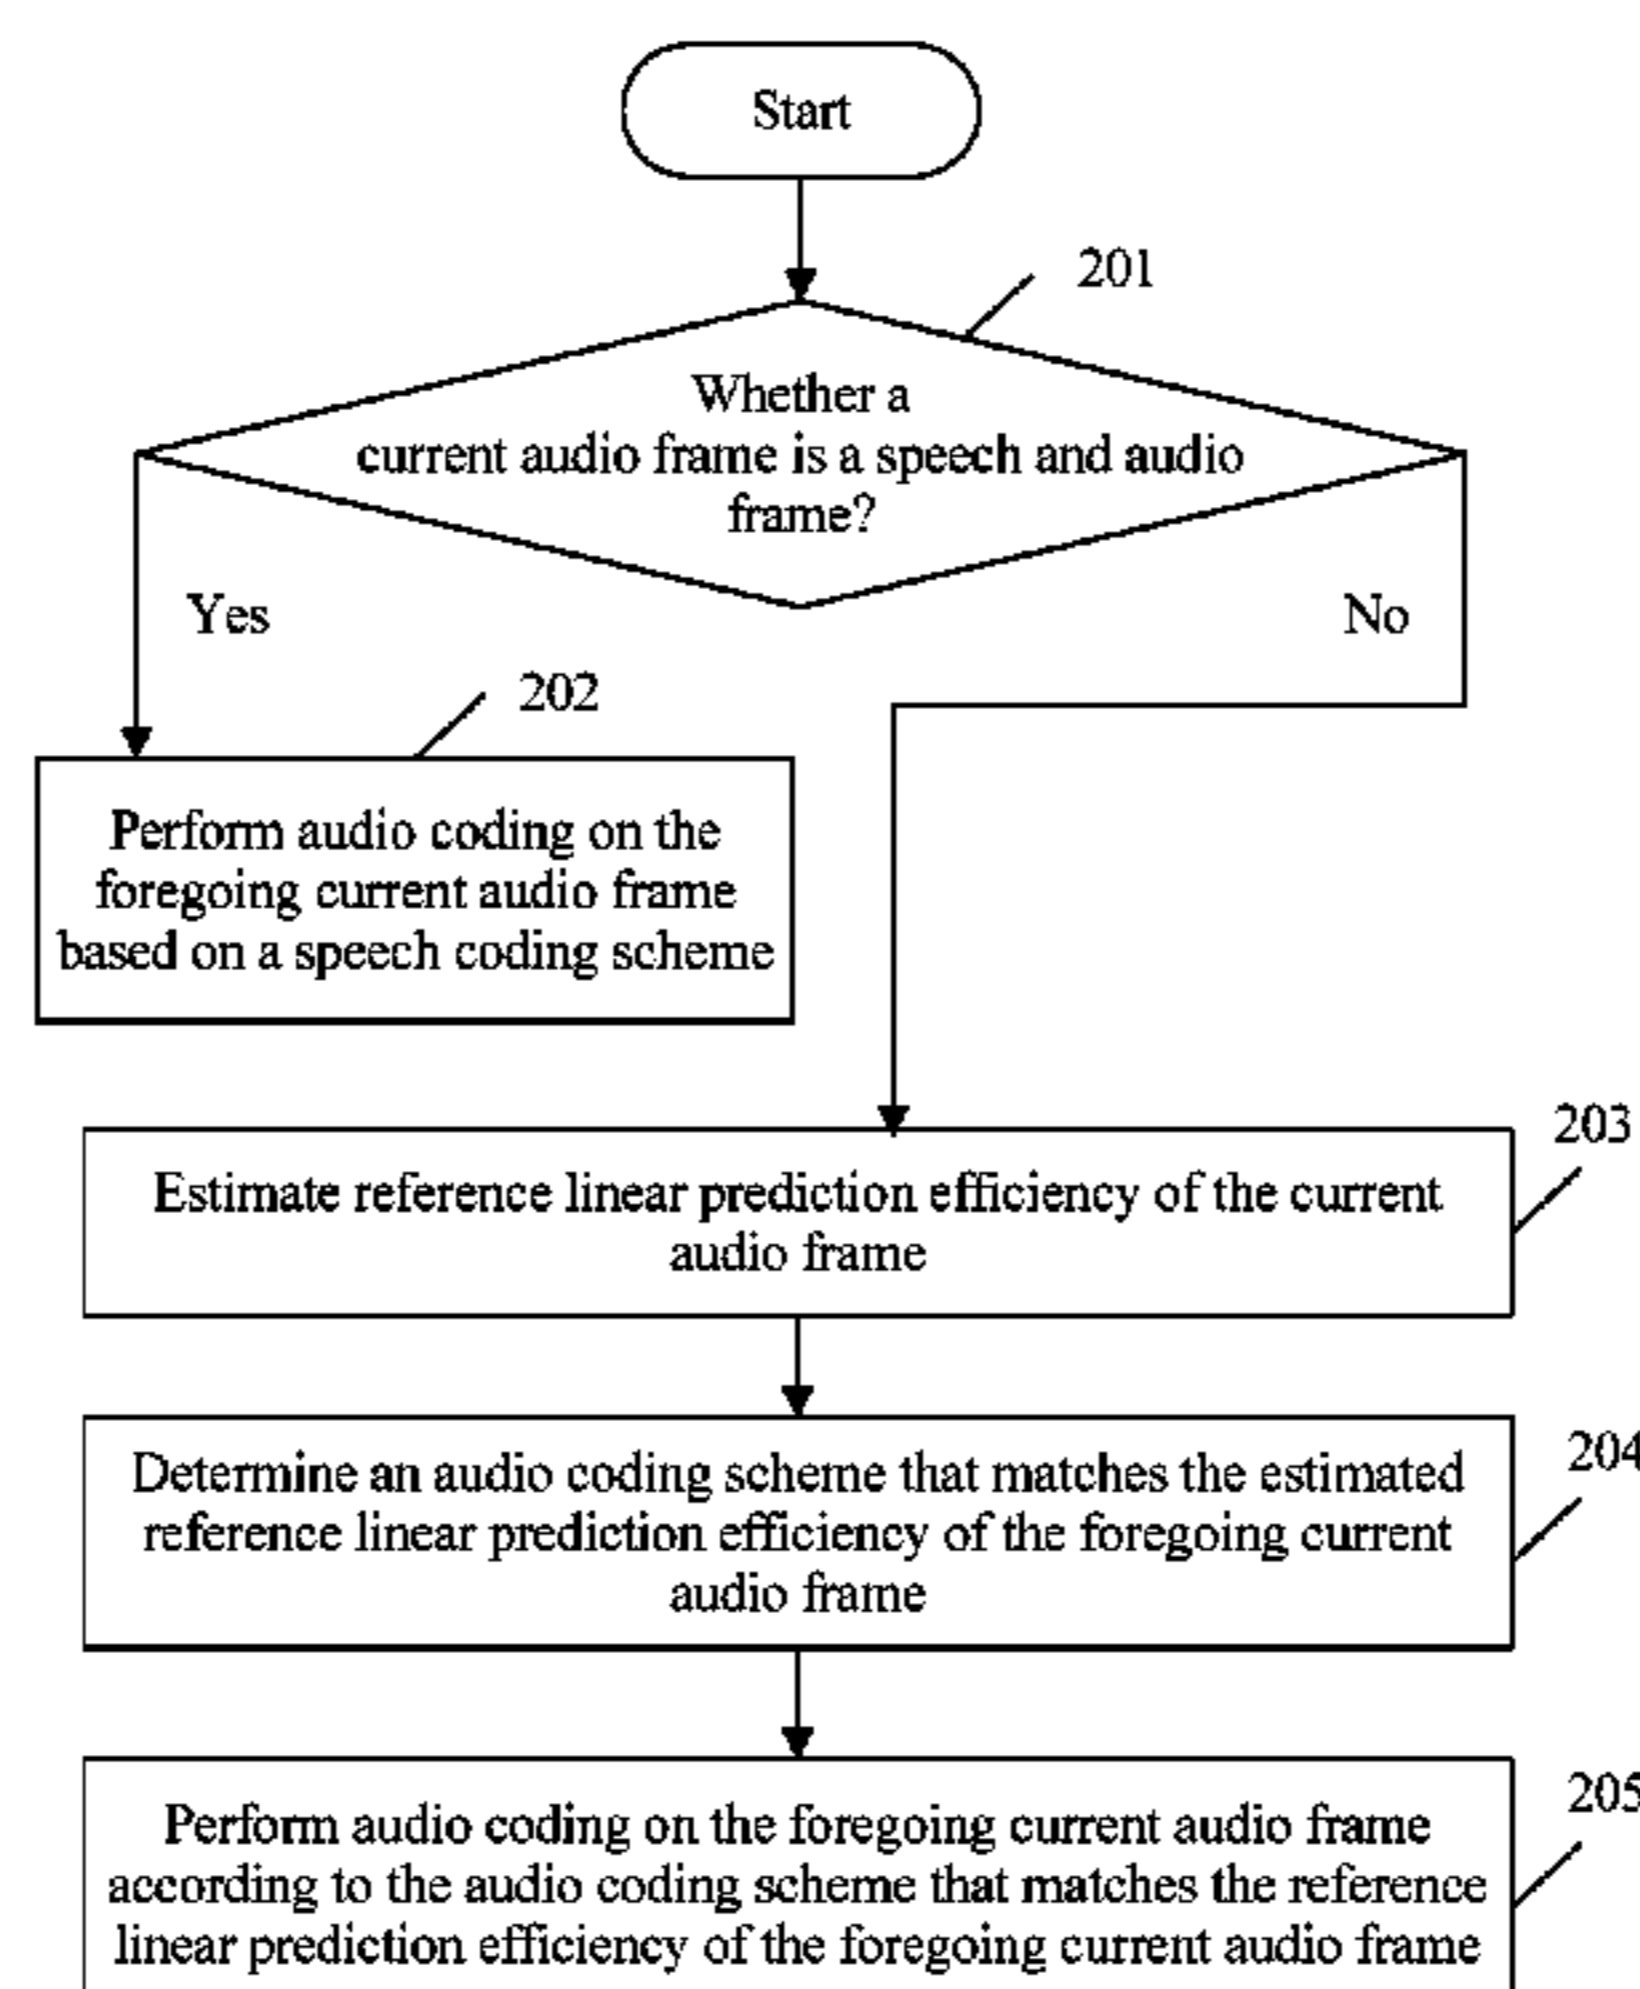 Start
201
Whether a
current audio frame is a speech and audio
frame?
Yes
No
202
Perform audio coding on the
foregoing current audio frame
based on a speech coding scheme
203
Estimate reference linear prediction efficiency of the current
audio frame
204
Determine an audio coding scheme that matches the estimated
reference linear prediction efficiency of the foregoing current
audio frame
205
Perform audio coding on the foregoing current audio frame
according to the audio coding scheme that matches the reference
linear prediction efficiency of the foregoing current audio frame